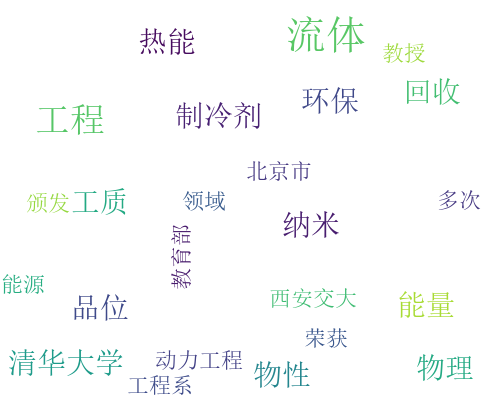 流体
热能
教授
回收
环保
工程
制冷剂
北京市
颁发
工质
领域
多次
纳米
教育部
能源
品位
西安交大
能量
荣获
清华大学
动力工程
物性
物理
工程系